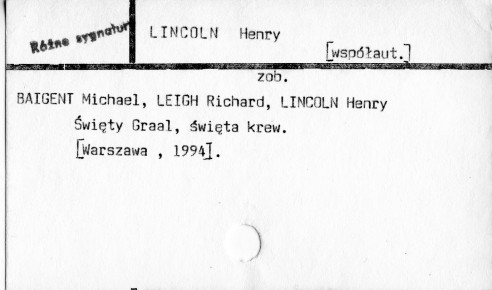 Różne sygnatury
LINCOLN Henry
[współaut.]
zob.
BAIGENT Michael, LEIGH Richard, LINCOLN Henry
Święty Graal, święta krew.
[Warszawa , 1994].